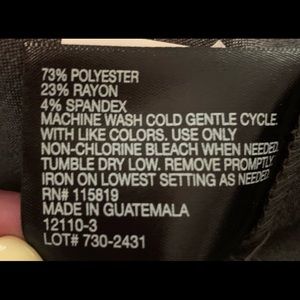 73% POLYESTER
23% RAYON
4% SPANDEX
MACHINE WASH COLD GENTLE CYCLE.
WITH LIKE COLORS. USE ONLY
NON-CHLORINE BLEACH WHEN NEEDED.
TUMBLE DRY LOW. REMOVE PROMPTLY.
IRON ON LOWEST SETTING AS NEEDED.
RN# 115819
MADE IN GUATEMALA
12110-3
LOT# 730-2431